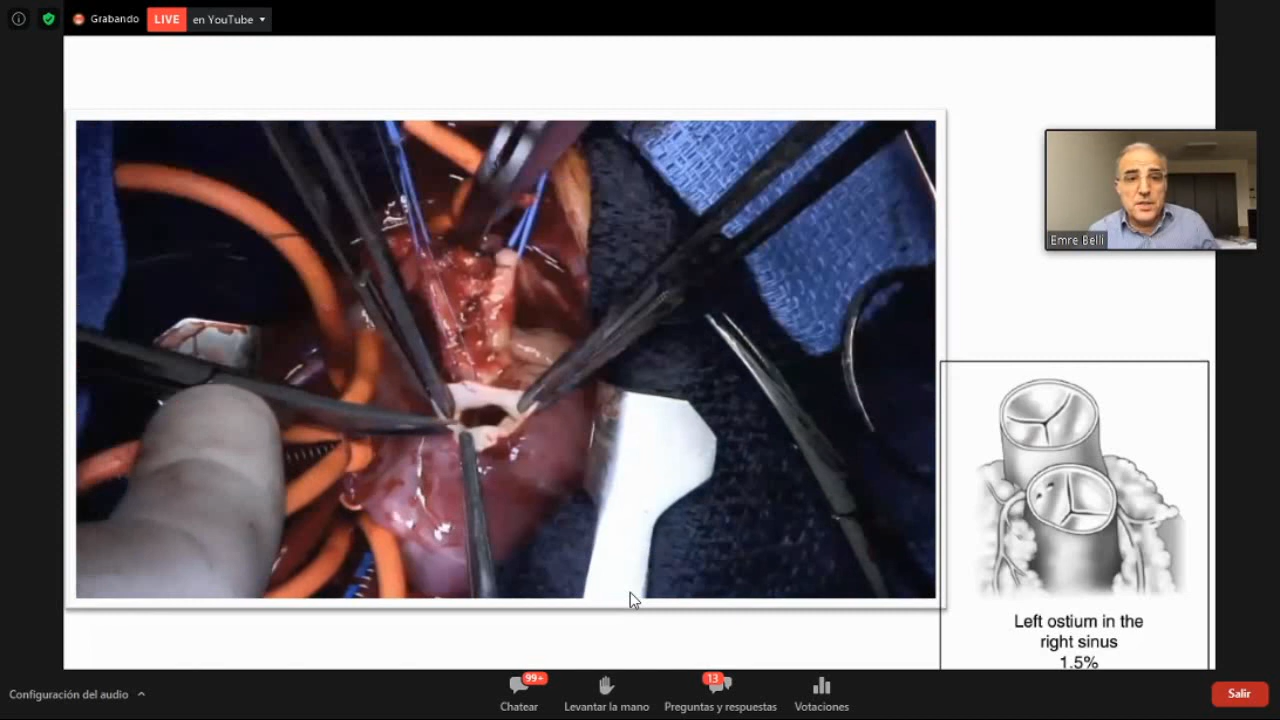 Grabando
LIVE en YouTube
Emre Belli
Left ostium in the
right sinus
1.5%
Configuración del audio
99+
Chatear
Levantar la mano
13
Preguntas y respuestas
Votaciones
Salir